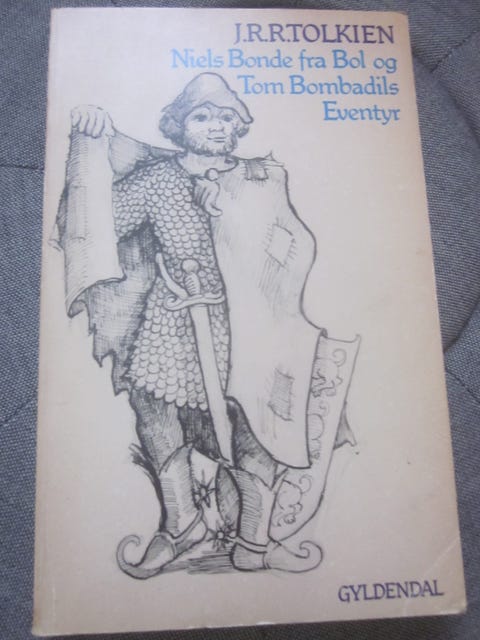 J.R.R.TOLKIEN
Niels Bonde fra Bol og
Tom Bombadils
Eventyr
GYLDENDAL